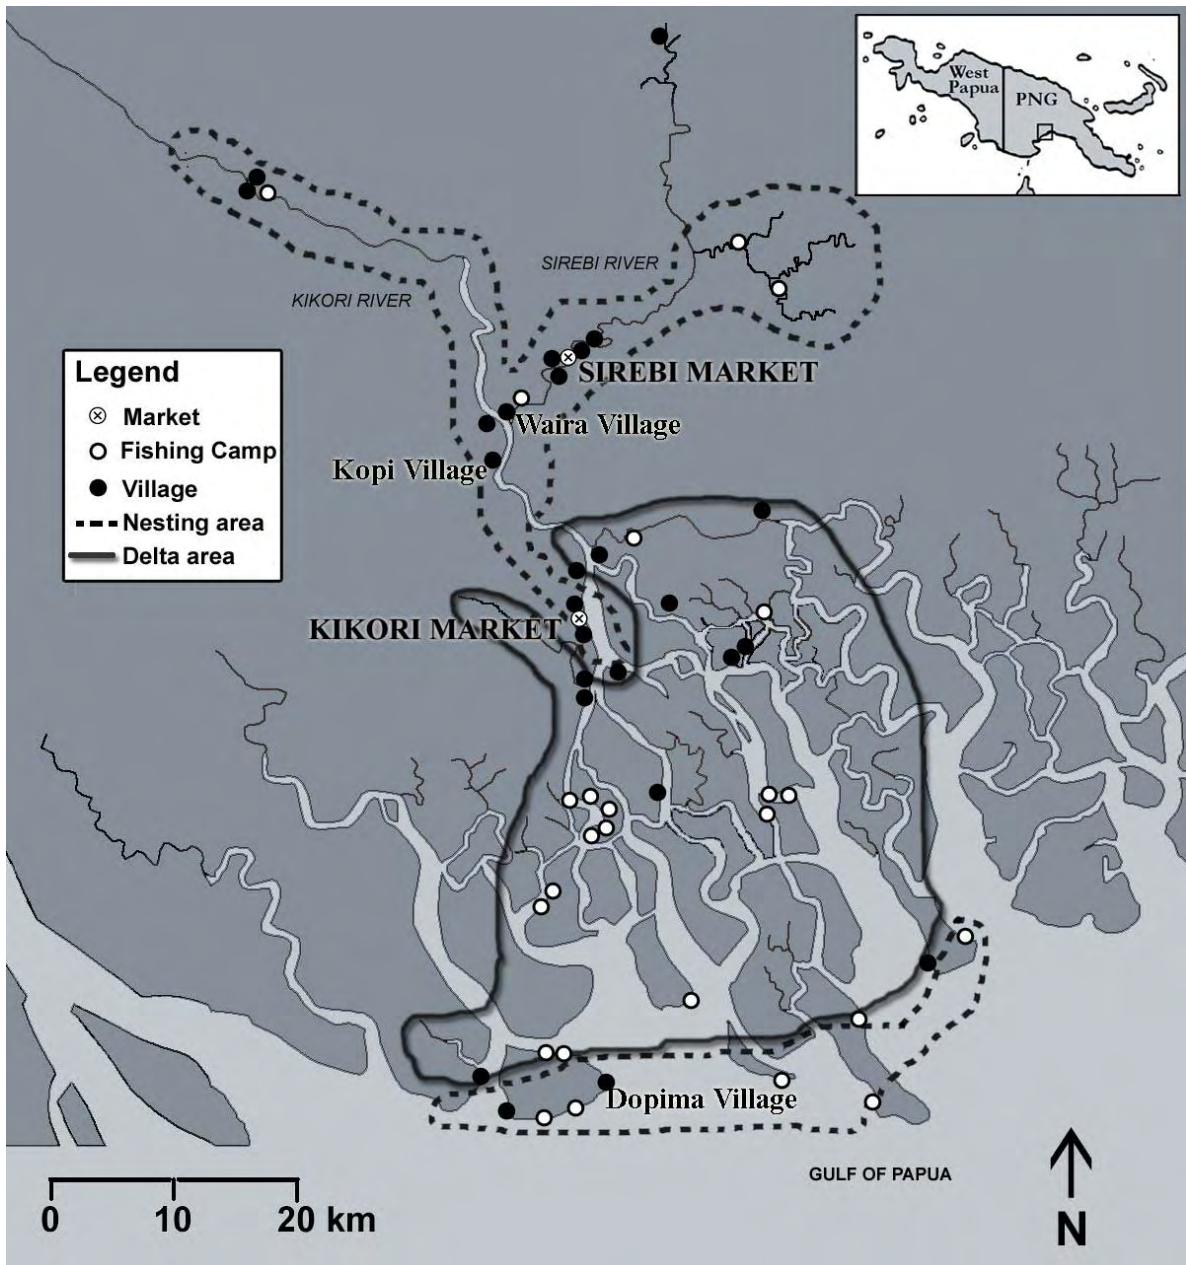 West
Papua
PNG
SIREBI RIVER
KIKORI RIVER
Legend
Market
Fishing Camp
Village
Nesting area
Delta area
SIREBI MARKET
Waira Village
Kopi Village
KIKORI MARKET
Dopima Village
GULF OF PAPUA
0 10 20 km
N